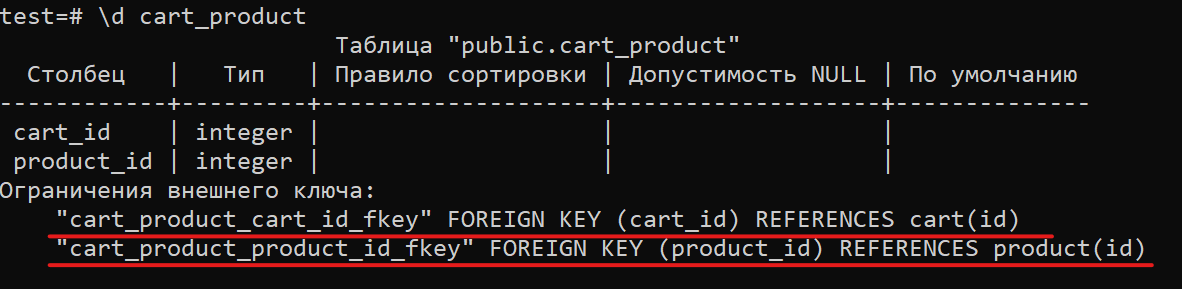 test=# \d cart_product
Таблица "public.cart_product"
Столбец | Тип | Правило сортировки | Допустимость NULL | По умолчанию
------------+---------+--------------------+-------------------+--------------
cart_id | integer | | |
product_id | integer | | |
Ограничения внешнего ключа:
"cart_product_cart_id_fkey" FOREIGN KEY (cart_id) REFERENCES cart(id)
"cart_product_product_id_fkey" FOREIGN KEY (product_id) REFERENCES product(id)